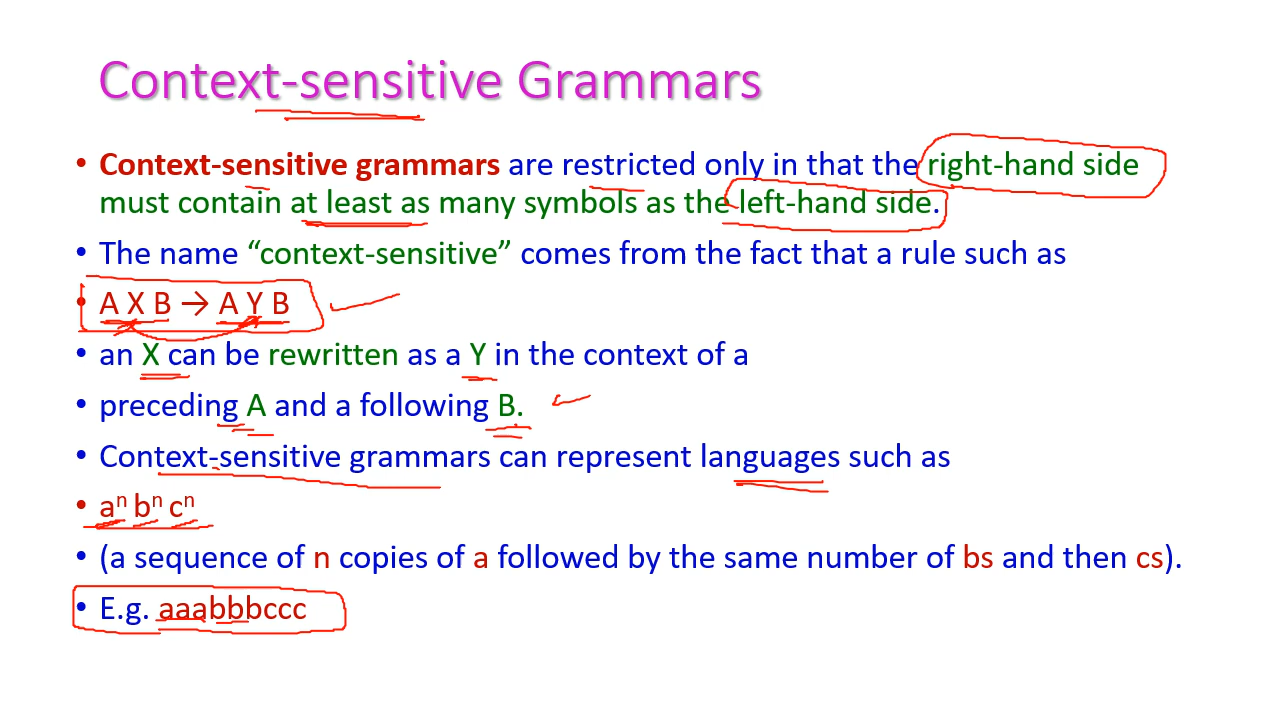 Context-sensitive Grammars
• Context-sensitive grammars are restricted only in that the right-hand side
must contain at least as many symbols as the left-hand side.
• The name “context-sensitive” comes from the fact that a rule such as
• A X B → A Y B
• an X can be rewritten as a Y in the context of a
• preceding A and a following B.
• Context-sensitive grammars can represent languages such as
• aⁿ bⁿ cⁿ
• (a sequence of n copies of a followed by the same number of bs and then cs).
• E.g. aaabbbccc